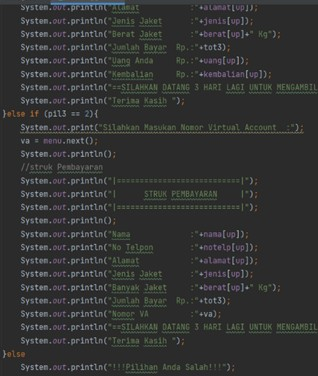 System.out.println("Alamat :"+alamat[up]);
System.out.println("Jenis Jaket :"+jenis[up]);
System.out.println("Berat Jaket :"+berat[up]+" Kg");
System.out.println("Jumlah Bayar Rp.:"+tot3);
System.out.println("Uang Anda Rp.:"+uang[up]);
System.out.println("Kembalian Rp.:"+kembalian[up]);
System.out.println("==SILAHKAN DATANG 3 HARI LAGI UNTUK MENGAMBIL
System.out.println("Terima Kasih ");
}else if (pil3 == 2){
System.out.print("Silahkan Masukan Nomor Virtual Account :");
va = menu.next();
System.out.println();
//struk Pembayaran
System.out.println("|===========================|");
System.out.println("| STRUK PEMBAYARAN |");
System.out.println("|===========================|");
System.out.println();
System.out.println("Nama :"+nama[up]);
System.out.println("No Telpon :"+notelp[up]);
System.out.println("Alamat :"+alamat[up]);
System.out.println("Jenis Jaket :"+jenis[up]);
System.out.println("Banyak Jaket :"+berat[up]+" Kg");
System.out.println("Jumlah Bayar Rp.:"+tot3);
System.out.println("Nomor VA :"+va);
System.out.println("==SILAHKAN DATANG 3 HARI LAGI UNTUK MENGAMBIL
System.out.println("Terima Kasih ");
}else
System.out.println("!!!Pilihan Anda Salah!!!");